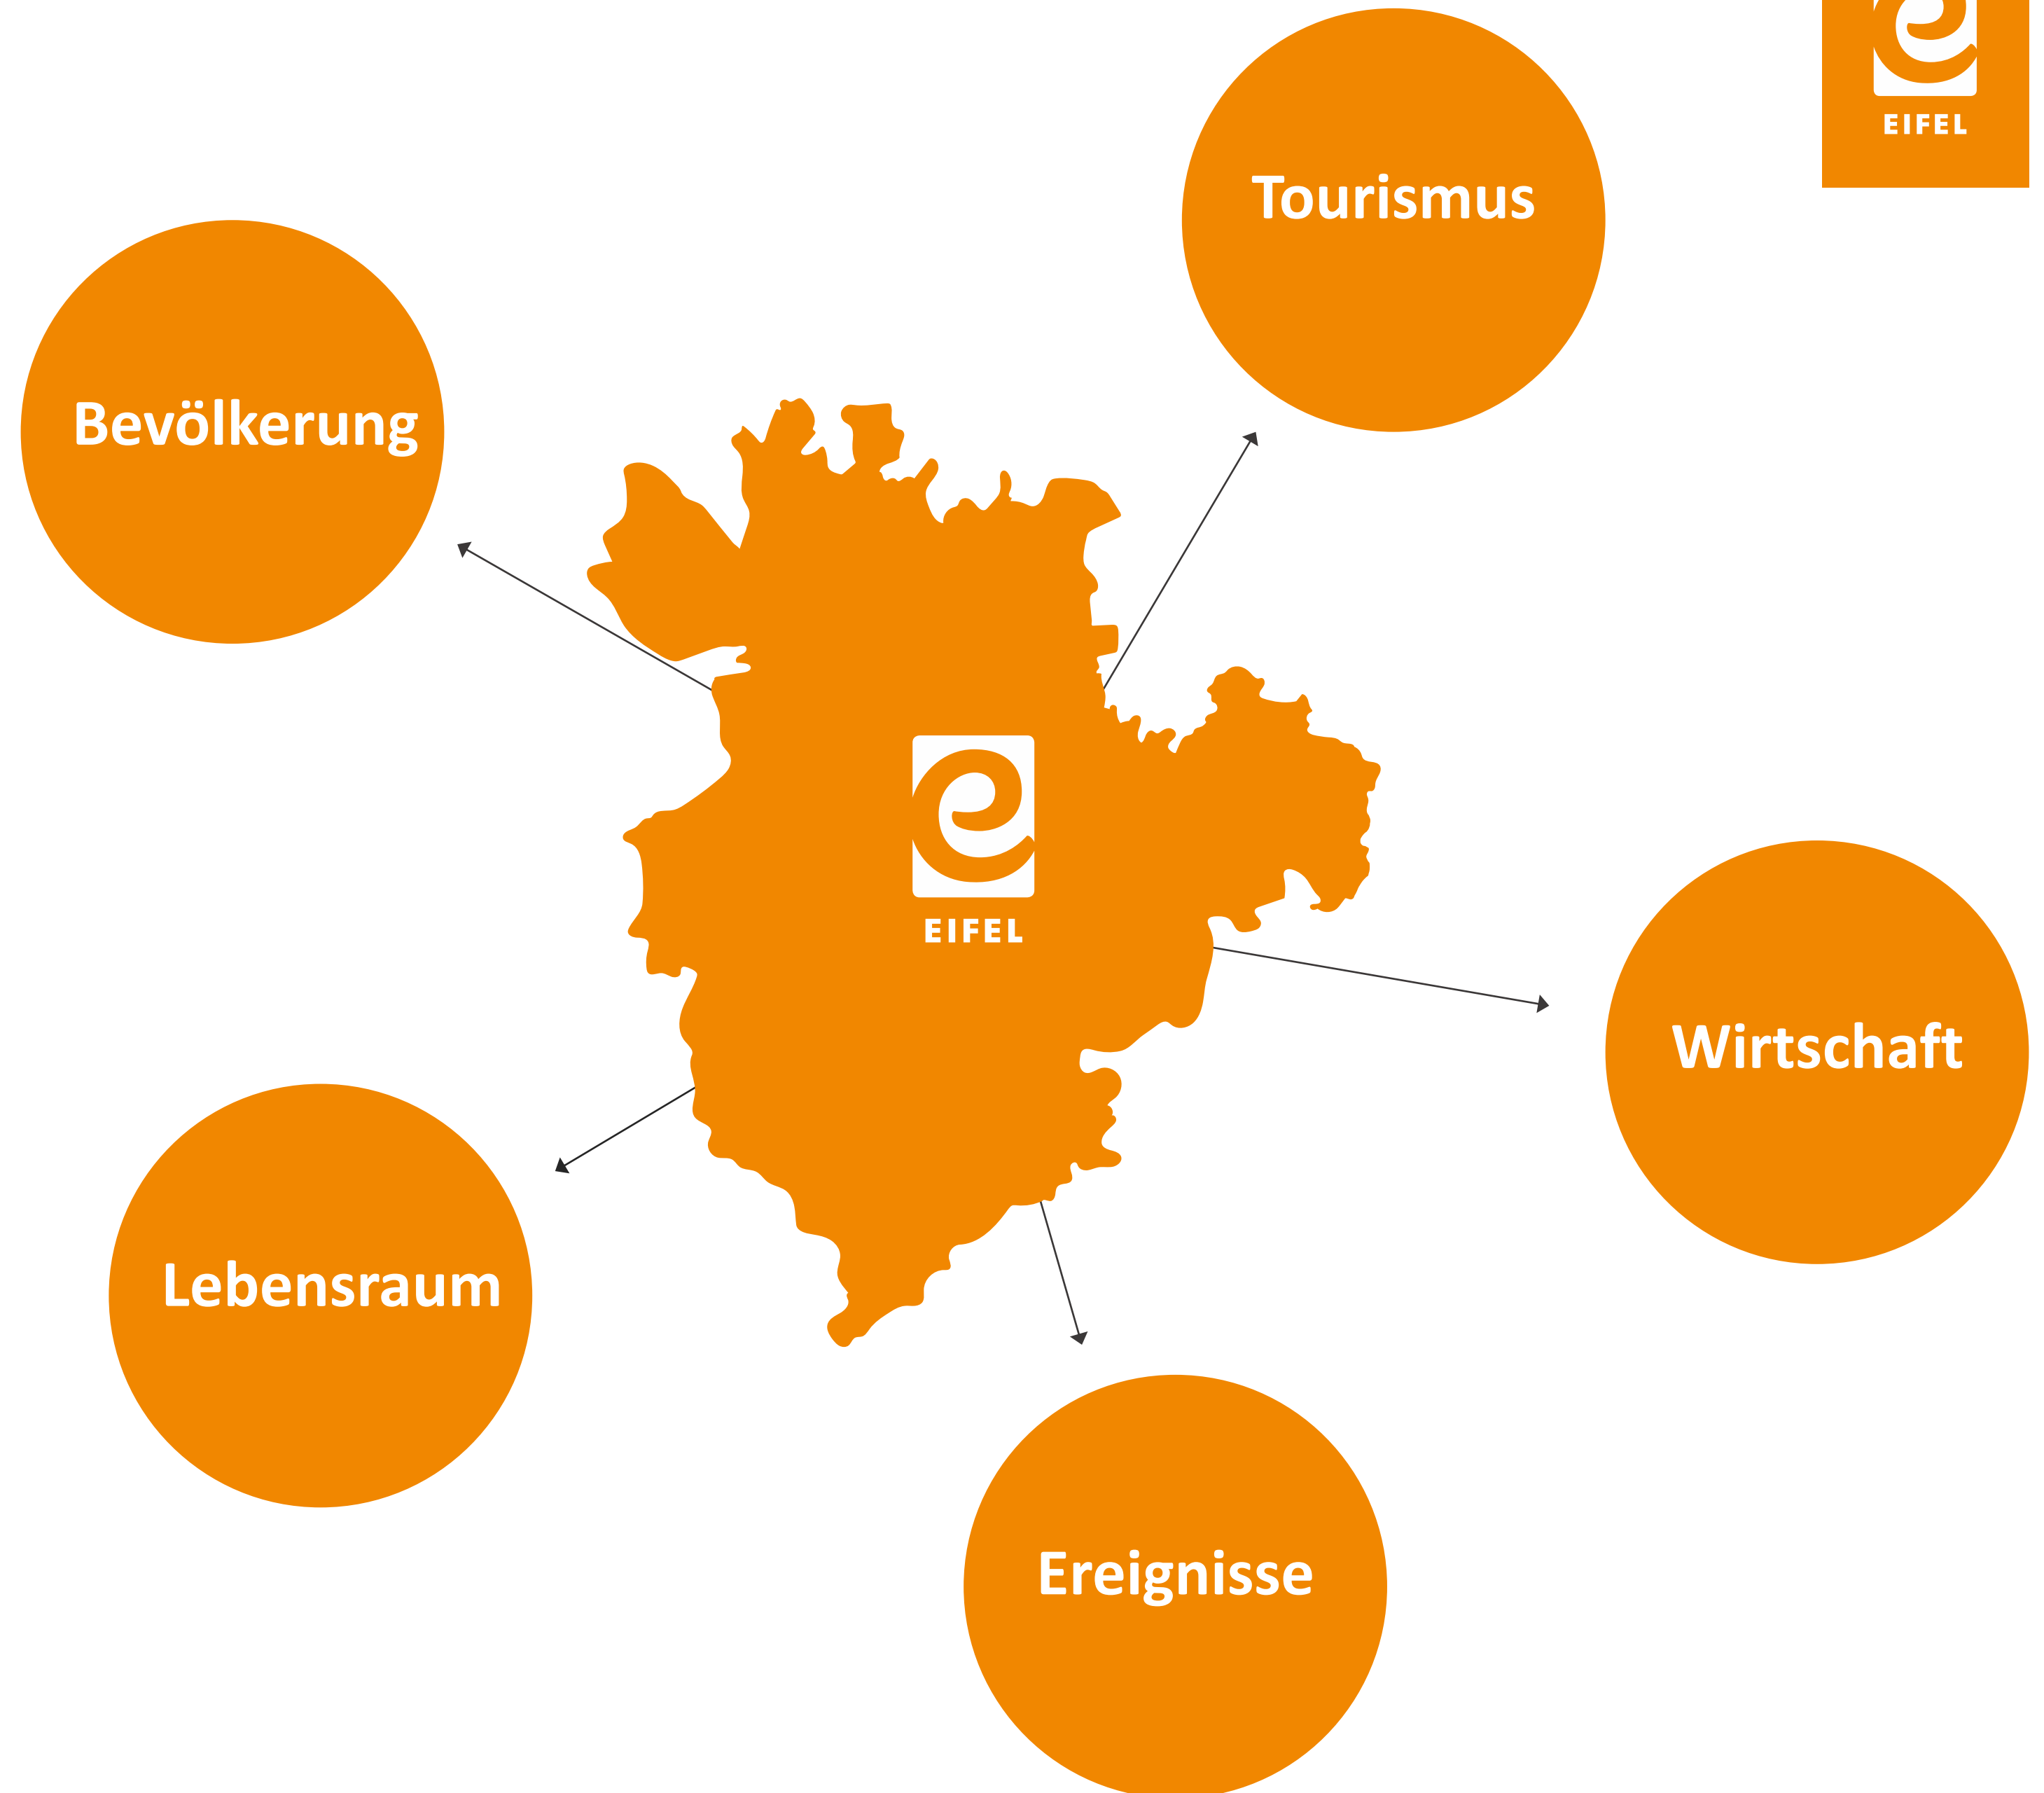 EIFEL
Tourismus
Bevölkerung
EIFEL
Wirtschaft
Lebensraum
Ereignisse